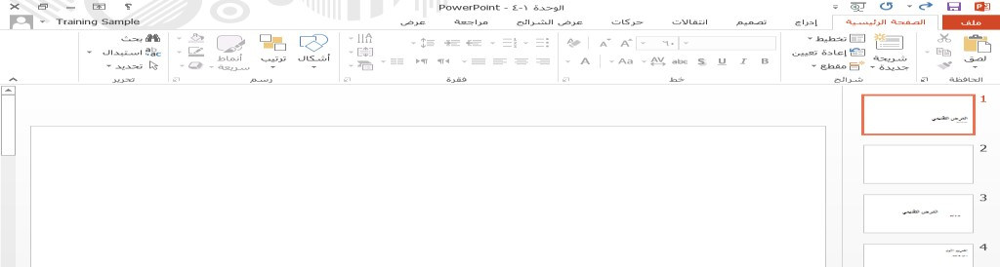 الوحدة ١-٤ - PowerPoint
ملف الصفحة الرئيسية إدراج تصميم انتقالات حركات عرض الشرائح مراجعة عرض Training Sample
لصق
شريحة جديدة
تخطيط
إعادة تعيين
مقطع
٦٠
B I U S abc AV Aa A
أشكال
ترتيب
أنماط سريعة
بحث
استبدال
تحديد
الحافظة شرائح خط فقرة رسم تحرير
1
العرض التقديمي
2
3
العرض التقديمي
4